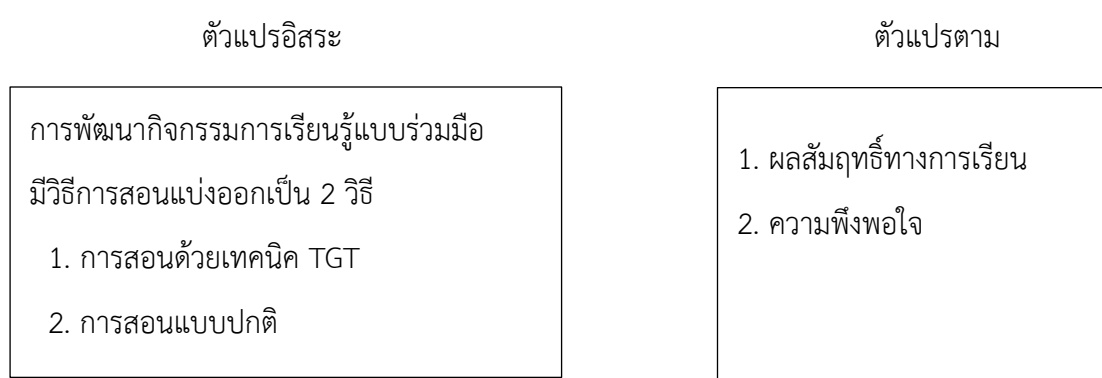 ตัวแปรอิสระ
ตัวแปรตาม
การพัฒนากิจกรรมการเรียนรู้แบบร่วมมือ
มีวิธีการสอนแบ่งออกเป็น 2 วิธี
1. การสอนด้วยเทคนิค TGT
2. การสอนแบบปกติ
1. ผลสัมฤทธิ์ทางการเรียน
2. ความพึงพอใจ